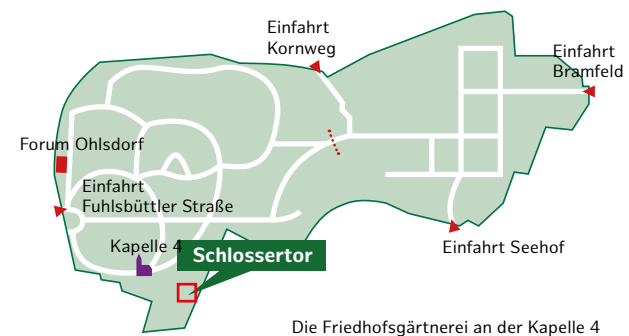 Einfahrt
Kornweg
Einfahrt
Bramfeld
Forum Ohlsdorf
Einfahrt
Fuhlsbüttler Straße
Kapelle 4
Schlossertor
Einfahrt Seehof
Die Friedhofsgärtnerei an der Kapelle 4